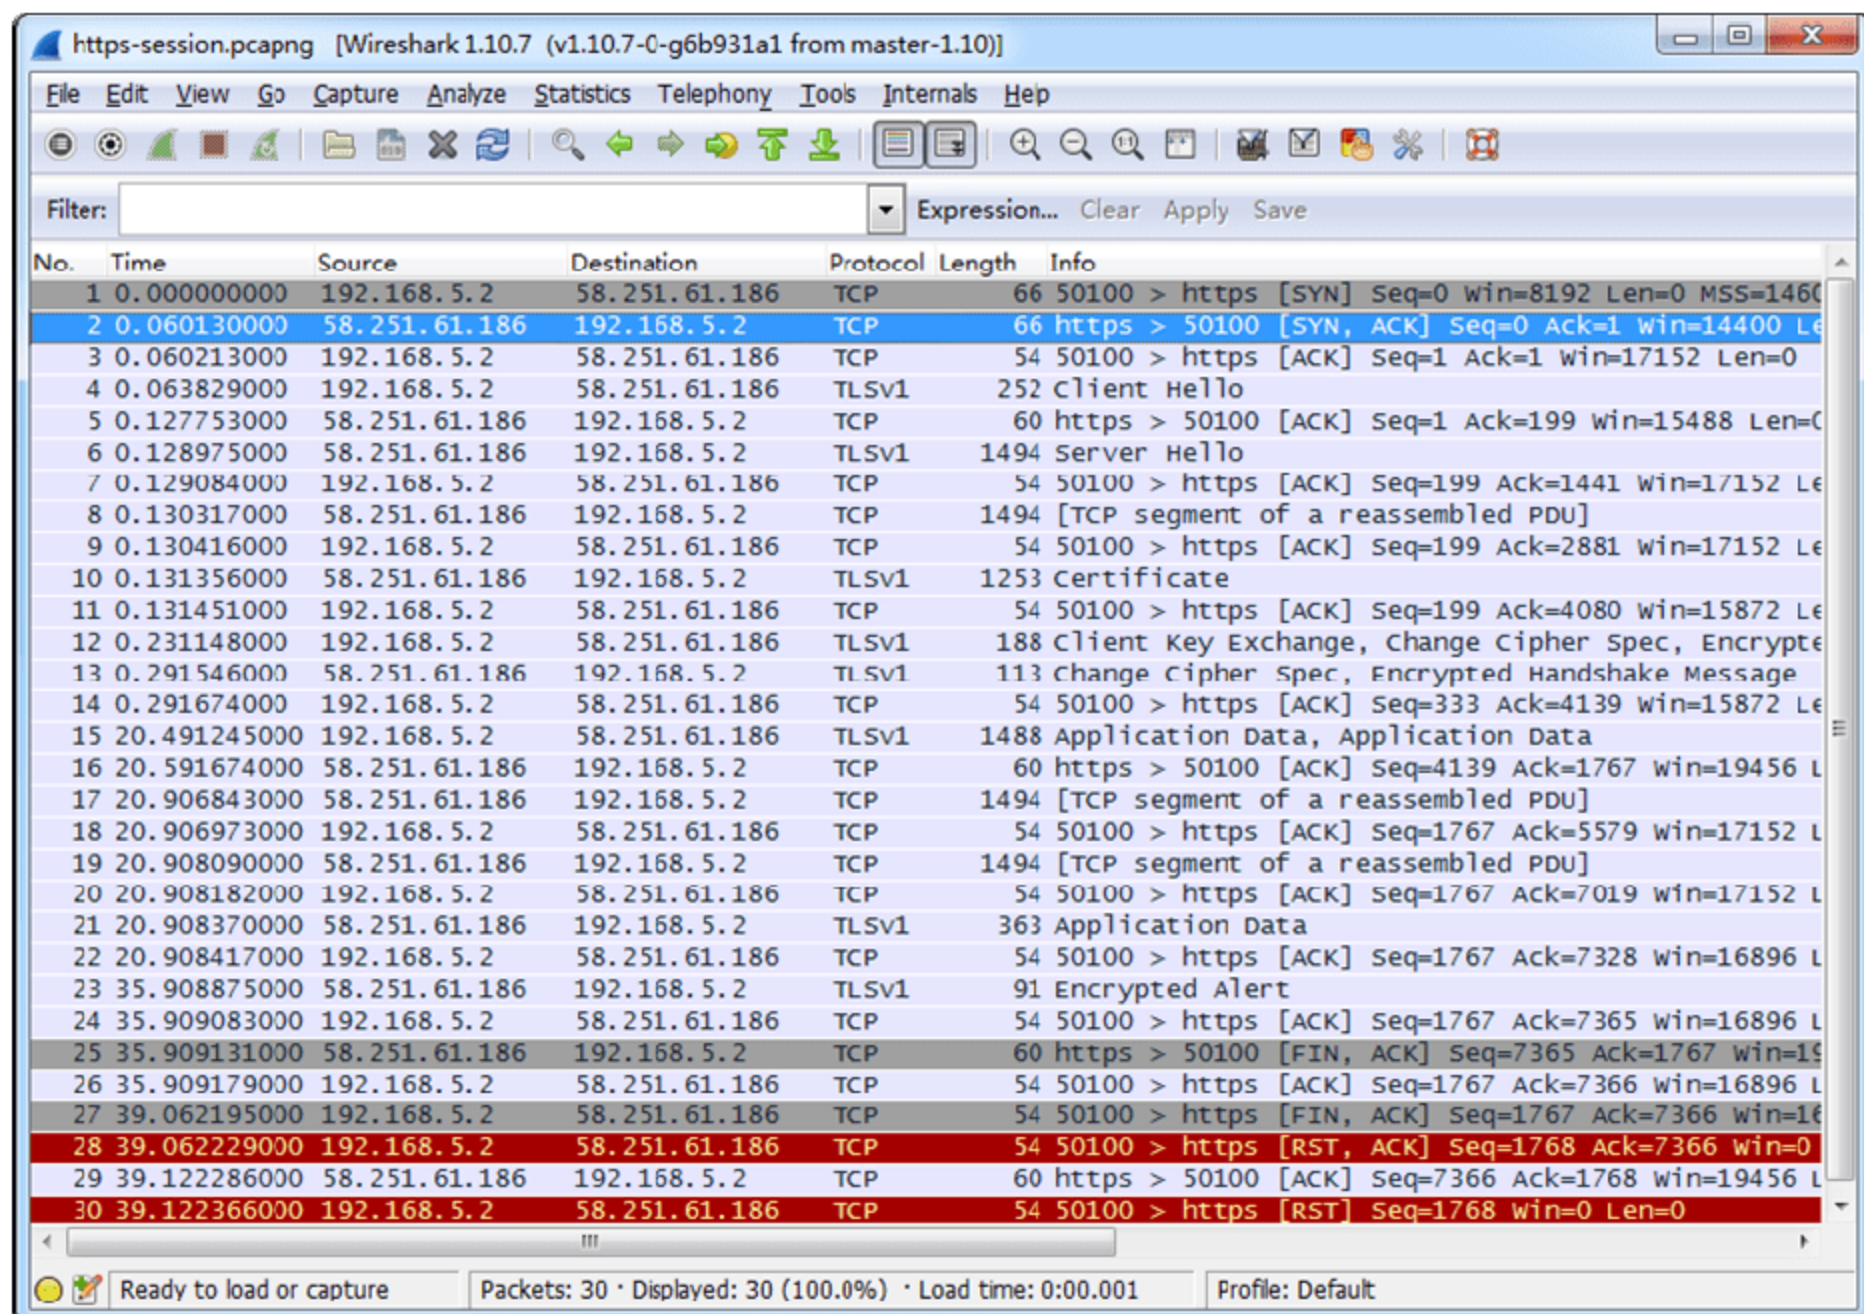 https-session.pcapng [Wireshark 1.10.7 (v1.10.7-0-g6b931a1 from master-1.10)]
File Edit View Go Capture Analyze Statistics Telephony Tools Internals Help
Filter: Expression... Clear Apply Save
No. Time Source Destination Protocol Length Info
1 0.000000000 192.168.5.2 58.251.61.186 TCP 66 50100 > https [SYN] Seq=0 Win=8192 Len=0 MSS=1460
2 0.060130000 58.251.61.186 192.168.5.2 TCP 66 https > 50100 [SYN, ACK] Seq=0 Ack=1 Win=14400 Le
3 0.060213000 192.168.5.2 58.251.61.186 TCP 54 50100 > https [ACK] Seq=1 Ack=1 Win=17152 Len=0
4 0.063829000 192.168.5.2 58.251.61.186 TLSv1 252 Client Hello
5 0.127753000 58.251.61.186 192.168.5.2 TCP 60 https > 50100 [ACK] Seq=1 Ack=199 Win=15488 Len=0
6 0.128975000 58.251.61.186 192.168.5.2 TLSv1 1494 Server Hello
7 0.129084000 192.168.5.2 58.251.61.186 TCP 54 50100 > https [ACK] Seq=199 Ack=1441 Win=17152 Le
8 0.130317000 58.251.61.186 192.168.5.2 TCP 1494 [TCP segment of a reassembled PDU]
9 0.130416000 192.168.5.2 58.251.61.186 TCP 54 50100 > https [ACK] Seq=199 Ack=2881 Win=17152 Le
10 0.131356000 58.251.61.186 192.168.5.2 TLSv1 1253 Certificate
11 0.131451000 192.168.5.2 58.251.61.186 TCP 54 50100 > https [ACK] Seq=199 Ack=4080 Win=15872 Le
12 0.231148000 192.168.5.2 58.251.61.186 TLSv1 188 Client Key Exchange, Change Cipher Spec, Encrypte
13 0.291546000 58.251.61.186 192.168.5.2 TLSv1 113 Change Cipher Spec, Encrypted Handshake Message
14 0.291674000 192.168.5.2 58.251.61.186 TCP 54 50100 > https [ACK] Seq=333 Ack=4139 Win=15872 Le
15 20.491245000 192.168.5.2 58.251.61.186 TLSv1 1488 Application Data, Application Data
16 20.591674000 58.251.61.186 192.168.5.2 TCP 60 https > 50100 [ACK] Seq=4139 Ack=1767 Win=19456 L
17 20.906843000 58.251.61.186 192.168.5.2 TCP 1494 [TCP segment of a reassembled PDU]
18 20.906973000 192.168.5.2 58.251.61.186 TCP 54 50100 > https [ACK] Seq=1767 Ack=5579 Win=17152 L
19 20.908090000 58.251.61.186 192.168.5.2 TCP 1494 [TCP segment of a reassembled PDU]
20 20.908182000 192.168.5.2 58.251.61.186 TCP 54 50100 > https [ACK] Seq=1767 Ack=7019 Win=17152 L
21 20.908370000 58.251.61.186 192.168.5.2 TLSv1 363 Application Data
22 20.908417000 192.168.5.2 58.251.61.186 TCP 54 50100 > https [ACK] Seq=1767 Ack=7328 Win=16896 L
23 35.908875000 58.251.61.186 192.168.5.2 TLSv1 91 Encrypted Alert
24 35.909083000 192.168.5.2 58.251.61.186 TCP 54 50100 > https [ACK] Seq=1767 Ack=7365 Win=16896 L
25 35.909131000 58.251.61.186 192.168.5.2 TCP 60 https > 50100 [FIN, ACK] Seq=7365 Ack=1767 Win=19
26 35.909179000 192.168.5.2 58.251.61.186 TCP 54 50100 > https [ACK] Seq=1767 Ack=7366 Win=16896 L
27 39.062195000 192.168.5.2 58.251.61.186 TCP 54 50100 > https [FIN, ACK] Seq=1767 Ack=7366 Win=16
28 39.062229000 192.168.5.2 58.251.61.186 TCP 54 50100 > https [RST, ACK] Seq=1768 Ack=7366 Win=0
29 39.122286000 58.251.61.186 192.168.5.2 TCP 60 https > 50100 [ACK] Seq=7366 Ack=1768 Win=19456 L
30 39.122366000 192.168.5.2 58.251.61.186 TCP 54 50100 > https [RST] Seq=1768 Win=0 Len=0
Ready to load or capture Packets: 30 · Displayed: 30 (100.0%) · Load time: 0:00.001 Profile: Default